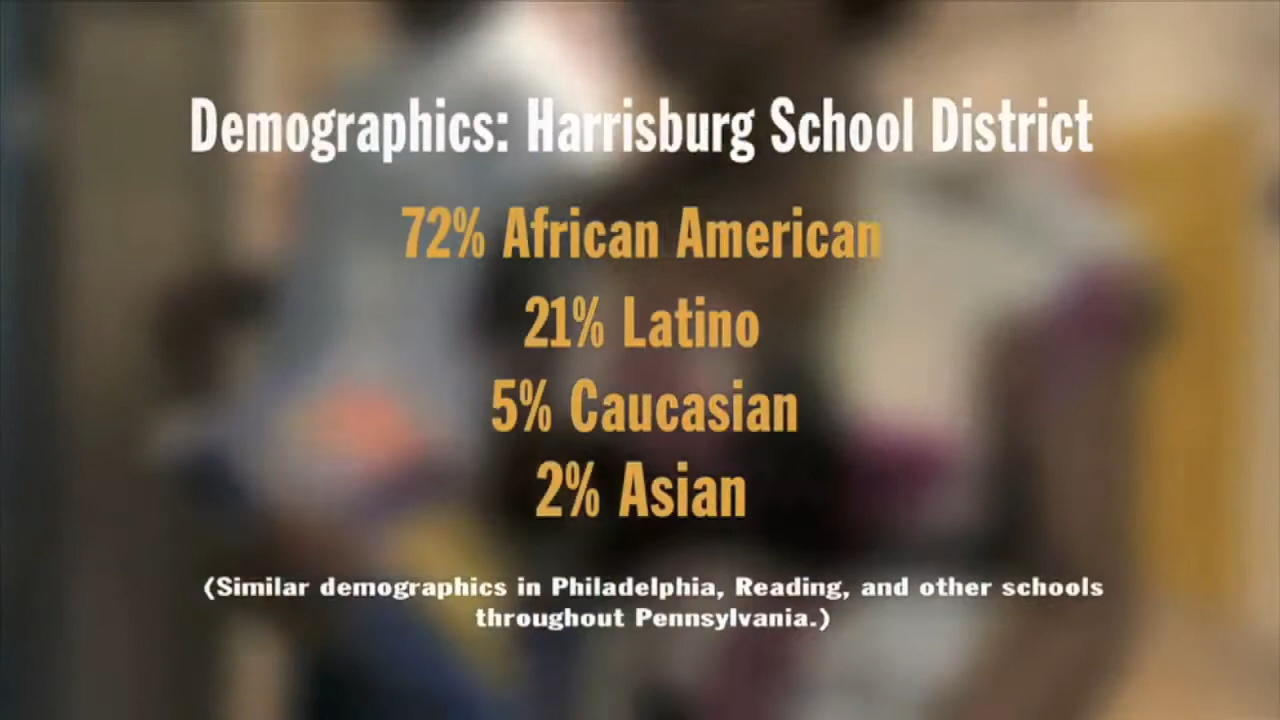 Demographics: Harrisburg School District
72% African American
21% Latino
5% Caucasian
2% Asian
(Similar demographics in Philadelphia, Reading, and other schools
throughout Pennsylvania.)